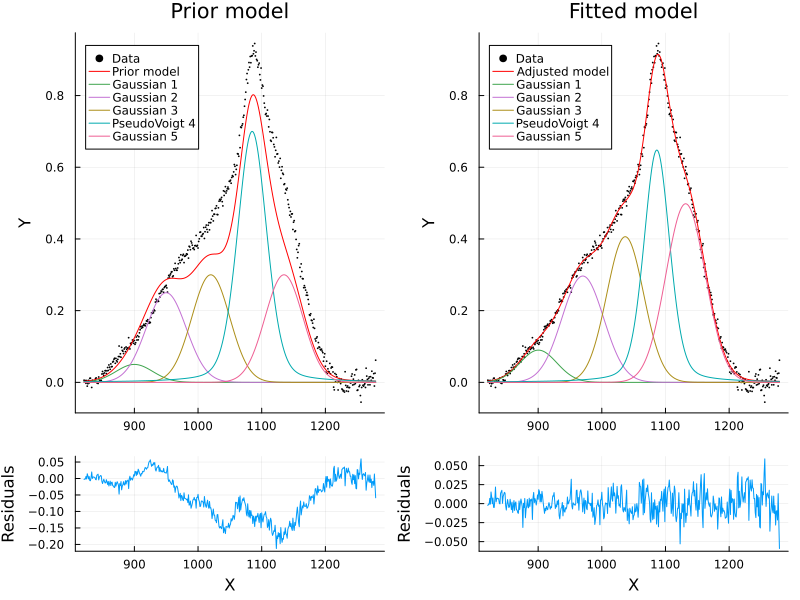 Prior model
Fitted model
Data
Prior model
Gaussian 1
Gaussian 2
Gaussian 3
PseudoVoigt 4
Gaussian 5
Y
0.8
0.6
0.4
0.2
0.0
900
1000
1100
1200
Data
Adjusted model
Gaussian 1
Gaussian 2
Gaussian 3
PseudoVoigt 4
Gaussian 5
Y
0.8
0.6
0.4
0.2
0.0
900
1000
1100
1200
Residuals
0.05
0.00
−0.05
−0.10
−0.15
−0.20
900
1000
1100
1200
X
Residuals
0.050
0.025
0.000
−0.025
−0.050
900
1000
1100
1200
X